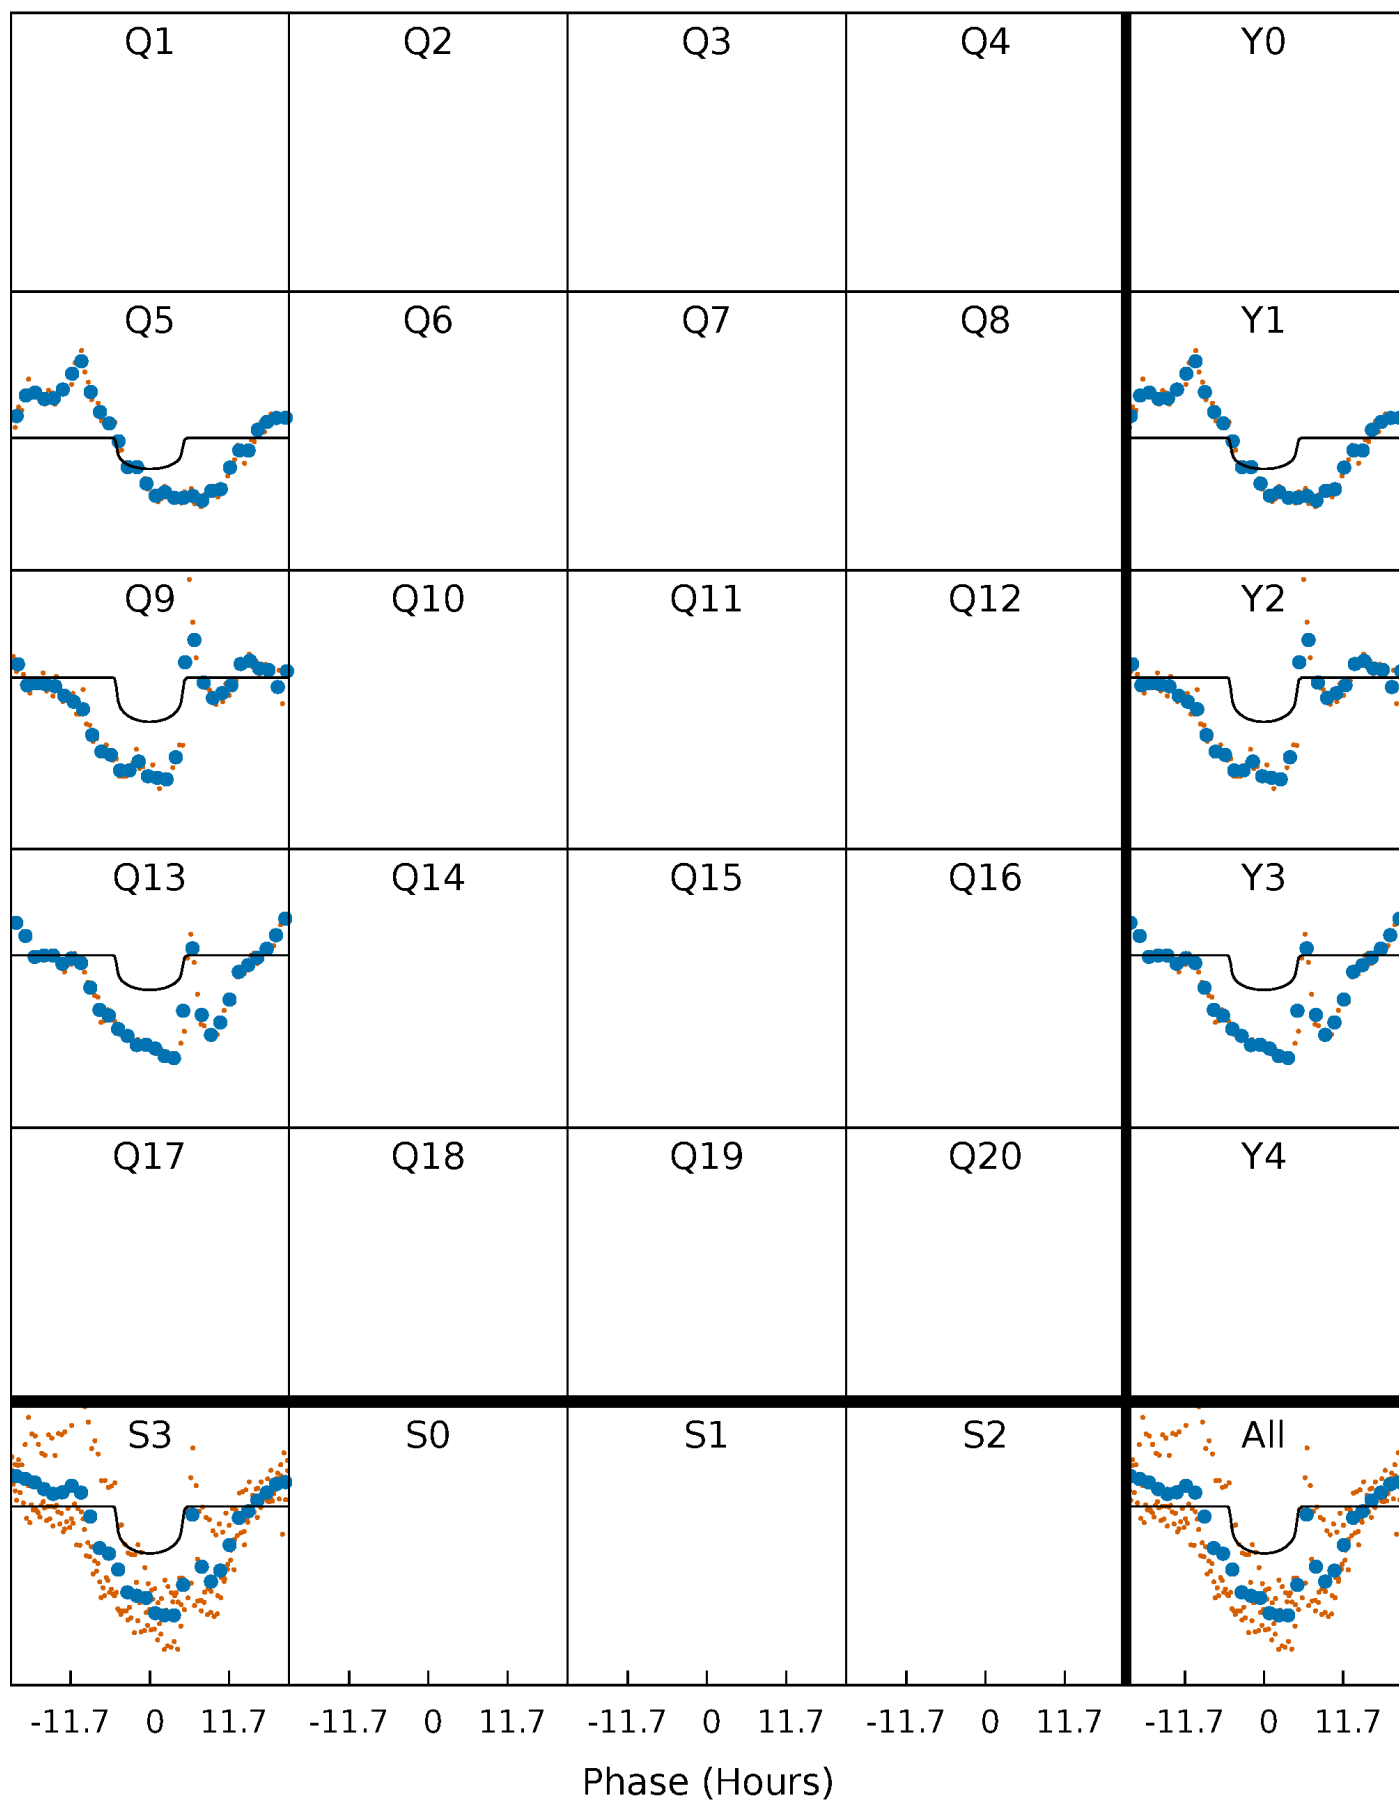 Q1 Q2 Q3 Q4 Y0
Q5 Q6 Q7 Q8 Y1
Q9 Q10 Q11 Q12 Y2
Q13 Q14 Q15 Q16 Y3
Q17 Q18 Q19 Q20 Y4
S3 S0 S1 S2 All
-11.7 0 11.7 -11.7 0 11.7 -11.7 0 11.7 -11.7 0 11.7 -11.7 0 11.7
Phase (Hours)